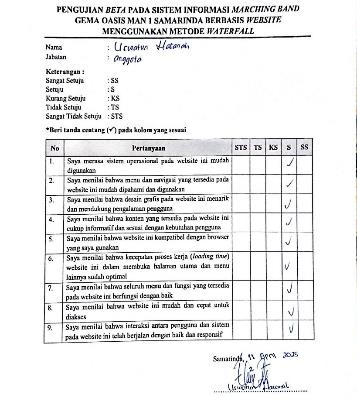 PENGUJIAN BETA PADA SISTEM INFORMASI MARCHING BAND
GEMA OASIS MAN 1 SAMARINDA BERBASIS WEBSITE
MENGGUNAKAN METODE WATERFALL
Nama : Uswatun Hasanah
Jabatan : Anggota
Keterangan :
Sangat Setuju : SS
Setuju : S
Kurang Setuju : KS
Tidak Setuju : TS
Sangat Tidak Setuju : STS
*Beri tanda centang (✓) pada kolom yang sesuai
No Pertanyaan STS TS KS S SS
1. Saya merasa sistem operasional pada website ini mudah ✓
digunakan
2. Saya menilai bahwa menu dan navigasi yang tersedia pada ✓
website ini mudah dipahami dan digunakan
3. Saya menilai bahwa desain grafis pada website ini menarik ✓
dan mendukung pengalaman pengguna
4. Saya menilai bahwa konten yang tersedia pada website ini ✓
cukup informatif dan sesuai dengan kebutuhan pengguna
5. Saya menilai bahwa website ini kompatibel dengan browser ✓
yang saya gunakan
6. Saya menilai bahwa kecepatan proses kerja (loading time) ✓
website ini dalam membuka halaman utama dan menu
lainnya sudah optimal
7. Saya menilai bahwa seluruh menu dan fungsi yang tersedia ✓
pada website ini berfungsi dengan baik
8. Saya menilai bahwa website ini mudah dan cepat untuk ✓
diakses
9. Saya menilai bahwa interaksi antara pengguna dan sistem ✓
pada website ini telah berjalan dengan baik dan responsif
Samarinda, April 2025